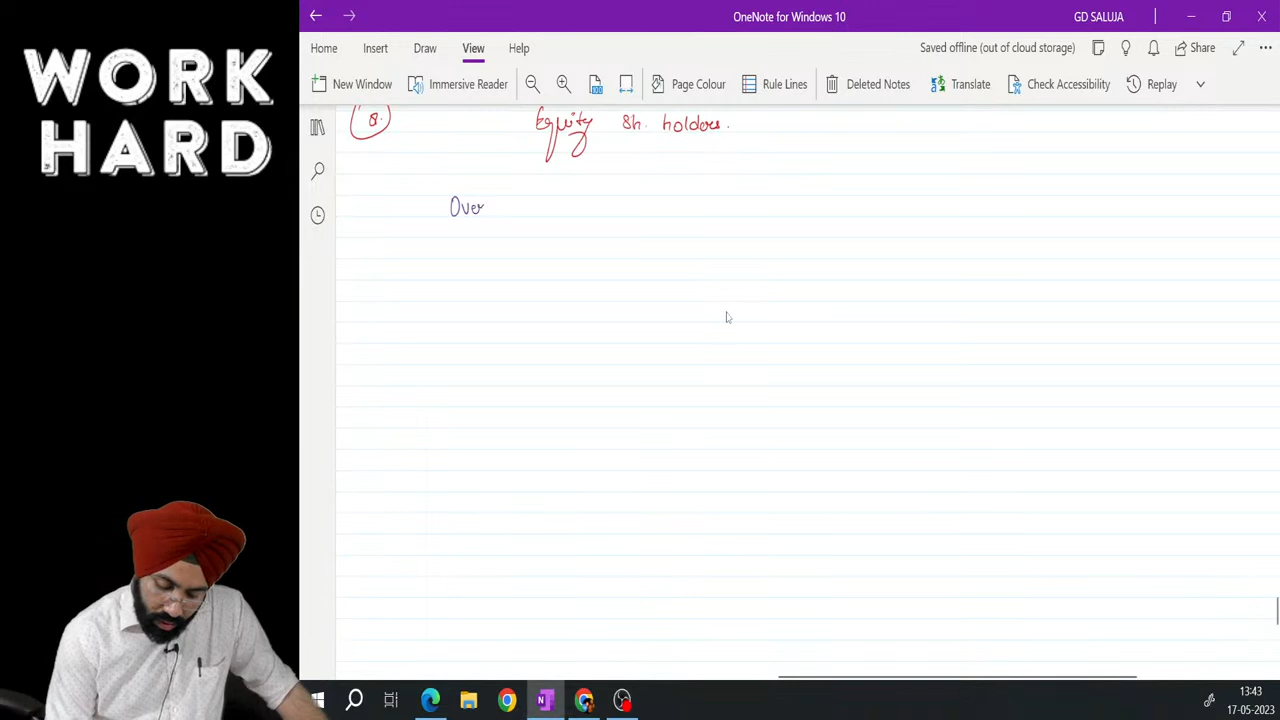 WORK
HARD
OneNote for Windows 10
GD SALUJA
Home Insert Draw View Help
Saved offline (out of cloud storage)
Share
New Window
Immersive Reader
Page Colour
Rule Lines
Deleted Notes
Translate
Check Accessibility
Replay
8. Equity Sh. holders.
Over
13:43
17-05-2023